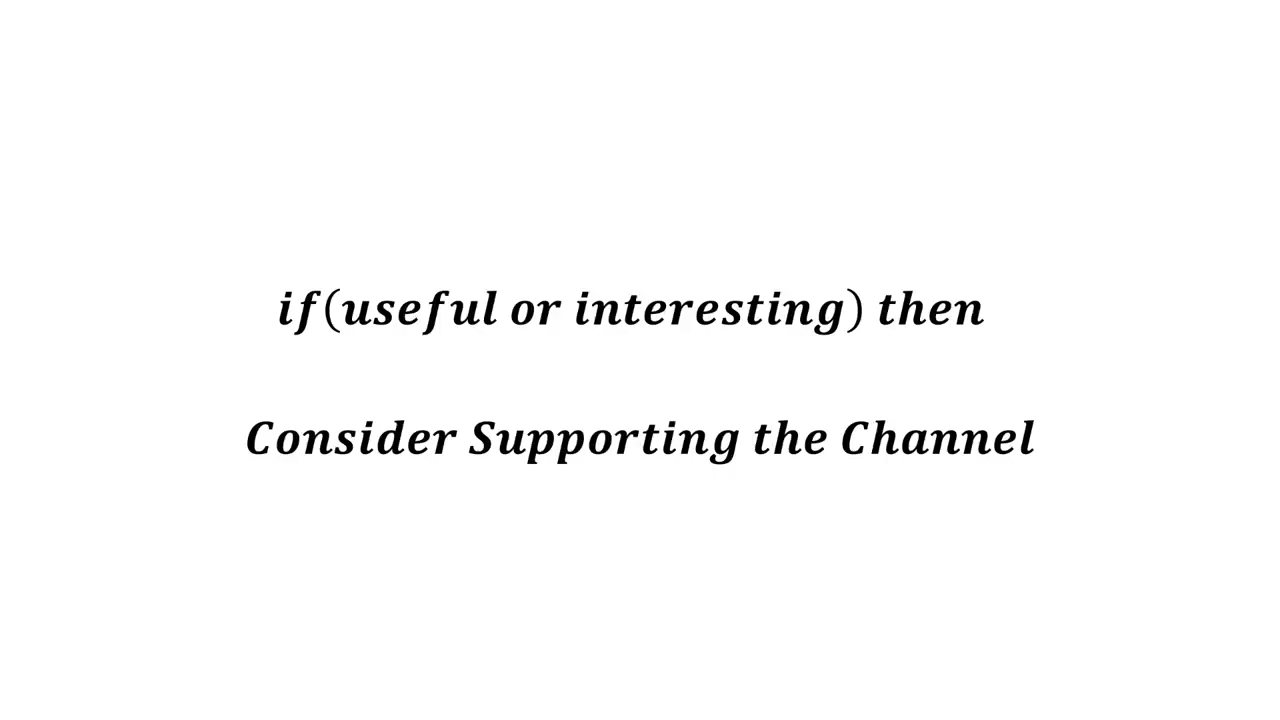 if(useful or interesting) then
Consider Supporting the Channel